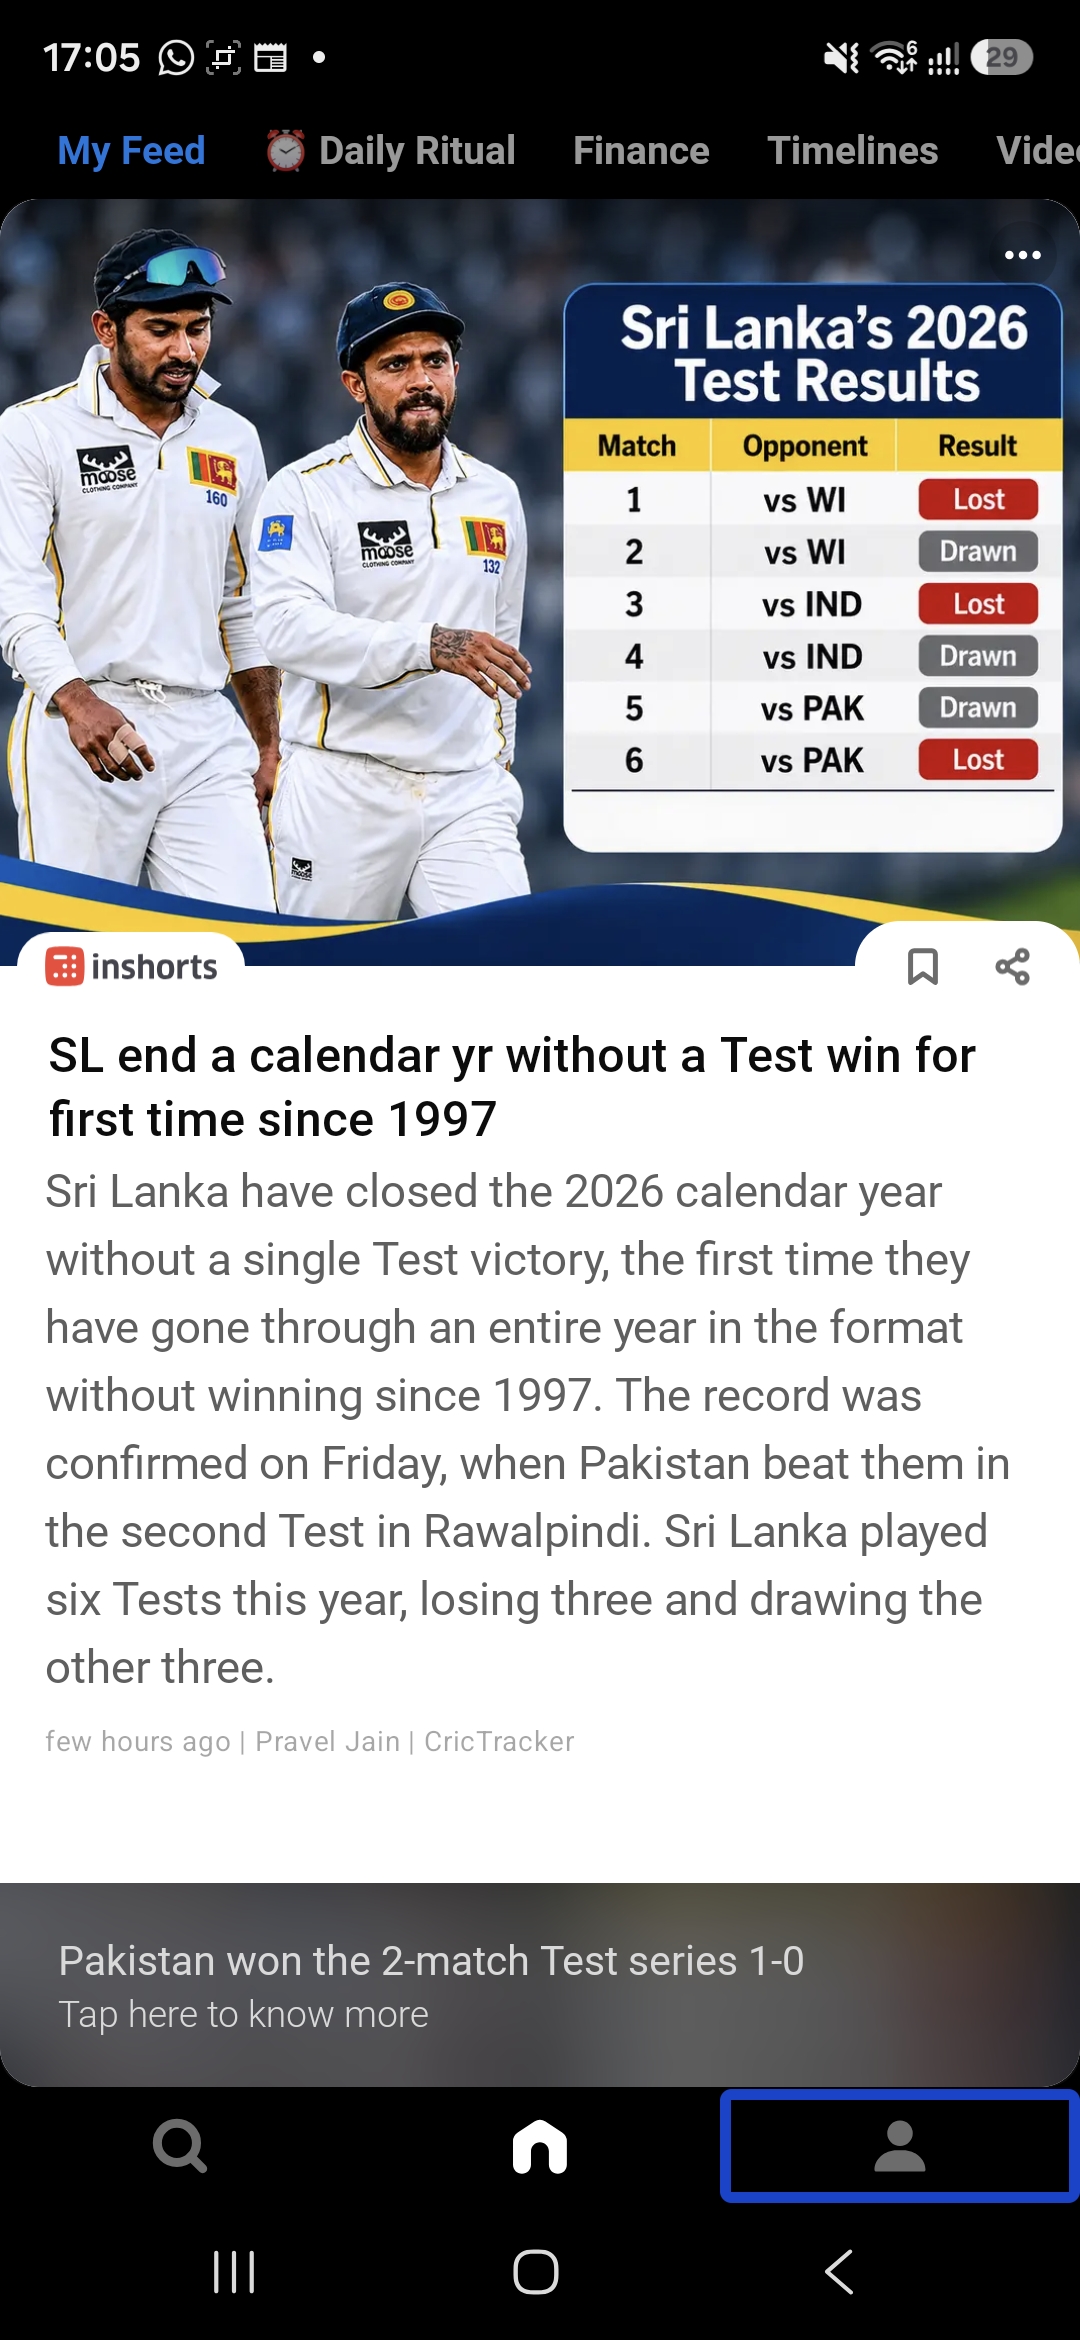 17:05
6
29
My Feed
Daily Ritual
Finance
Timelines
Sri Lanka's 2026
Test Results
Match Opponent Result
1 vs WI Lost
2 vs WI Drawn
3 vs IND Lost
4 vs IND Drawn
5 vs PAK Drawn
6 vs PAK Lost
moose
CLOTHING COMPANY
160
moose
CLOTHING COMPANY
132
moose
inshorts
SL end a calendar yr without a Test win for
first time since 1997
Sri Lanka have closed the 2026 calendar year
without a single Test victory, the first time they
have gone through an entire year in the format
without winning since 1997. The record was
confirmed on Friday, when Pakistan beat them in
the second Test in Rawalpindi. Sri Lanka played
six Tests this year, losing three and drawing the
other three.
few hours ago | Pravel Jain | CricTracker
Pakistan won the 2-match Test series 1-0
Tap here to know more